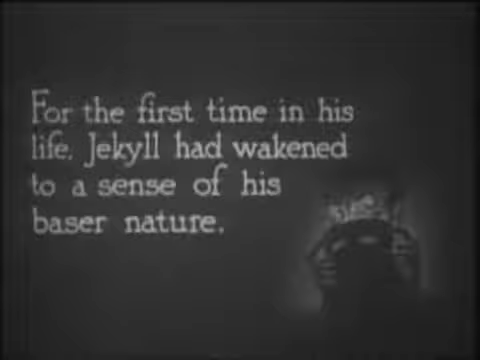 For the first time in his
life, Jekyll had wakened
to a sense of his
baser nature.